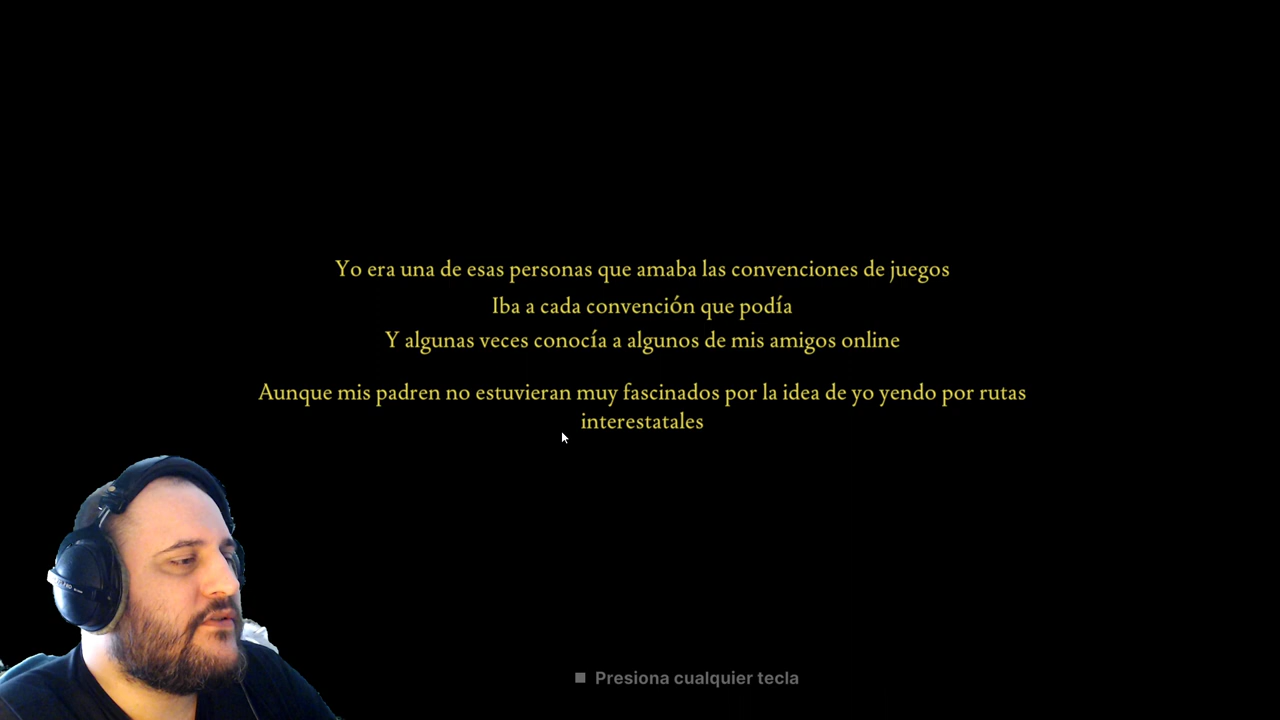 Yo era una de esas personas que amaba las convenciones de juegos
Iba a cada convención que podía
Y algunas veces conocía a algunos de mis amigos online
Aunque mis padren no estuvieran muy fascinados por la idea de yo yendo por rutas
interestatales
Presiona cualquier tecla